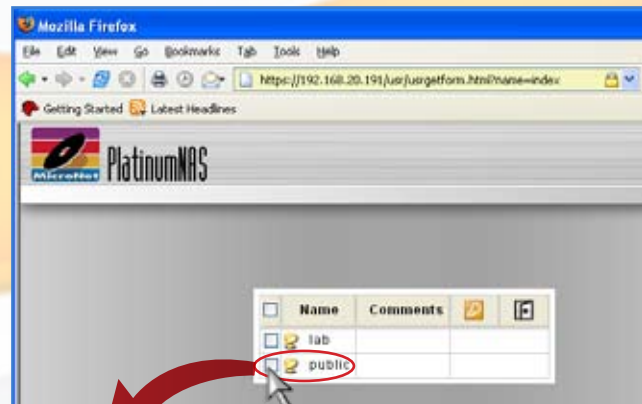 Mozilla Firefox
File Edit View Go Bookmarks Tab Tools Help
https://192.168.20.191/usr/usrgetform.html?name=index
Getting Started Latest Headlines
MicroNet PlatinumNAS
Name Comments
lab
public